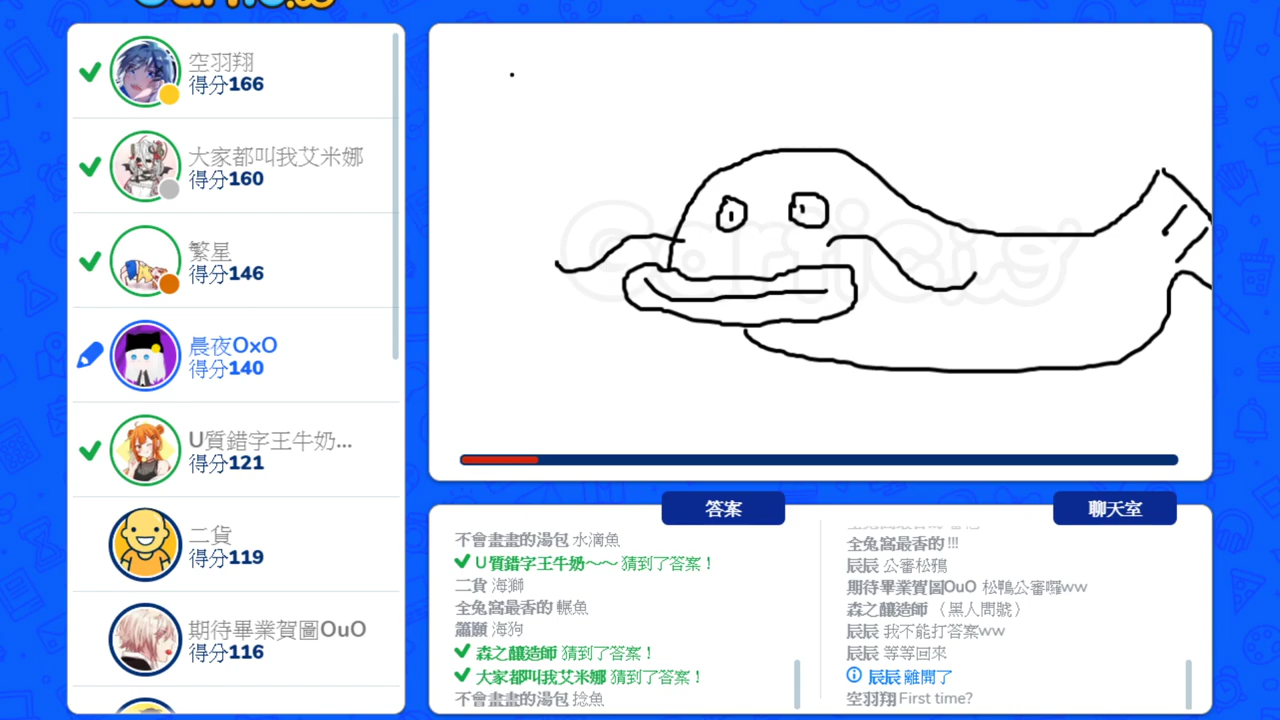 Gartic.io
空羽翔
得分166
大家都叫我艾米娜
得分160
繁星
得分146
晨夜OxO
得分140
U質錯字王牛奶...
得分121
二貨
得分119
期待畢業賀圖OuO
得分116
Gartic.io
答案
不會畫畫的湯包 水滴魚
U質錯字王牛奶～～ 猜到了答案！
二貨 海獅
全兔窩最香的 輾魚
蕭願 海狗
森之釀造師 猜到了答案！
大家都叫我艾米娜 猜到了答案！
不會畫畫的湯包 捻魚
聊天室
全兔窩最香的 !!!
辰辰 公審松鴉
期待畢業賀圖OuO 松鴨公審囉ww
森之釀造師 （黑人問號）
辰辰 我不能打答案ww
辰辰 等等回來
辰辰 離開了
空羽翔 First time?